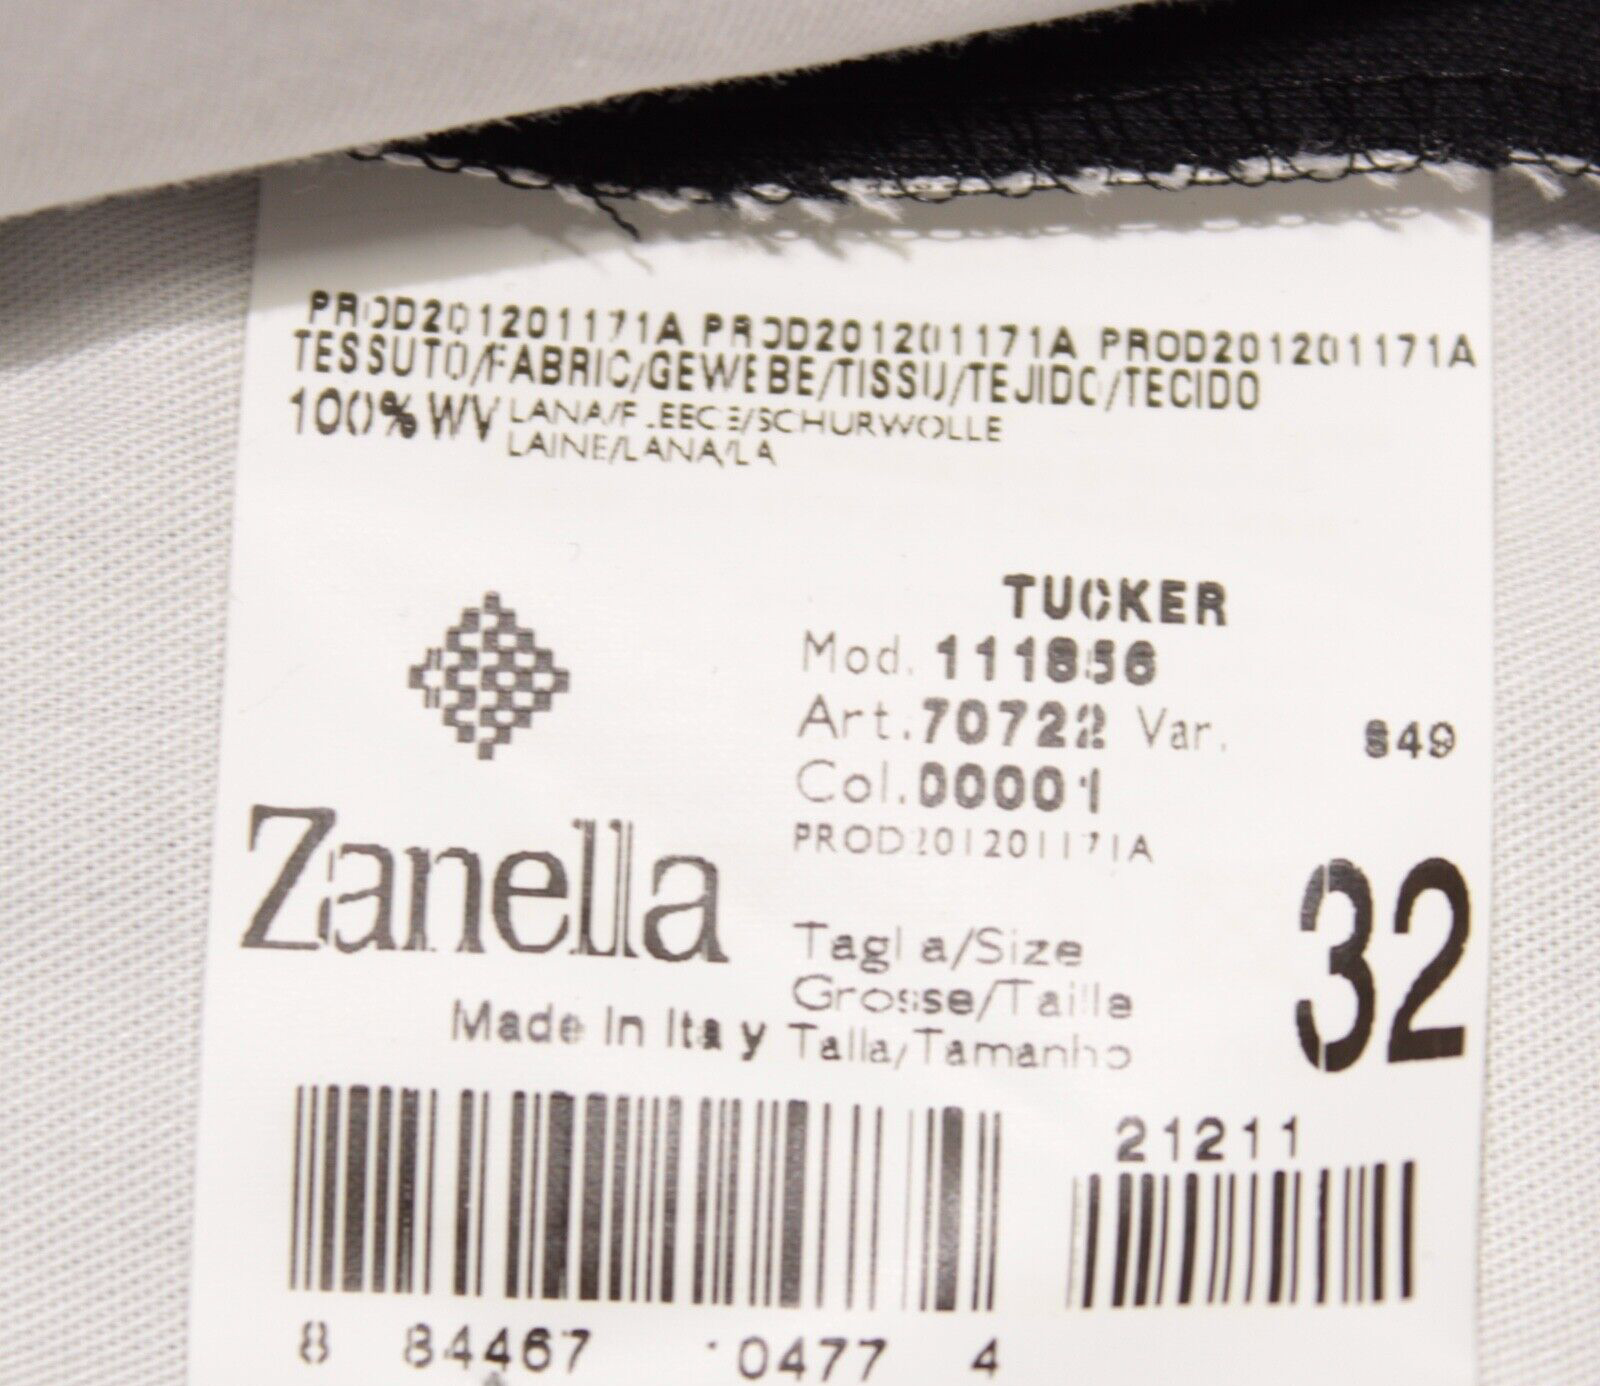 PROD201201171A PROD201201171A PROD201201171A
TESSUTO/FABRIC/GEWEBE/TISSU/TEJIDO/TECIDO
100% WV LANA/FLEECE/SCHURWOLLE
LAINE/LANA/LA
TUCKER
Mod. 111856
Art. 70722 Var. 849
Col. 00001
PROD201201171A
Zanella
Made In Italy
Taglia/Size
Grosse/Taille
Talla/Tamanho
32
21211
8 84467 0477 4